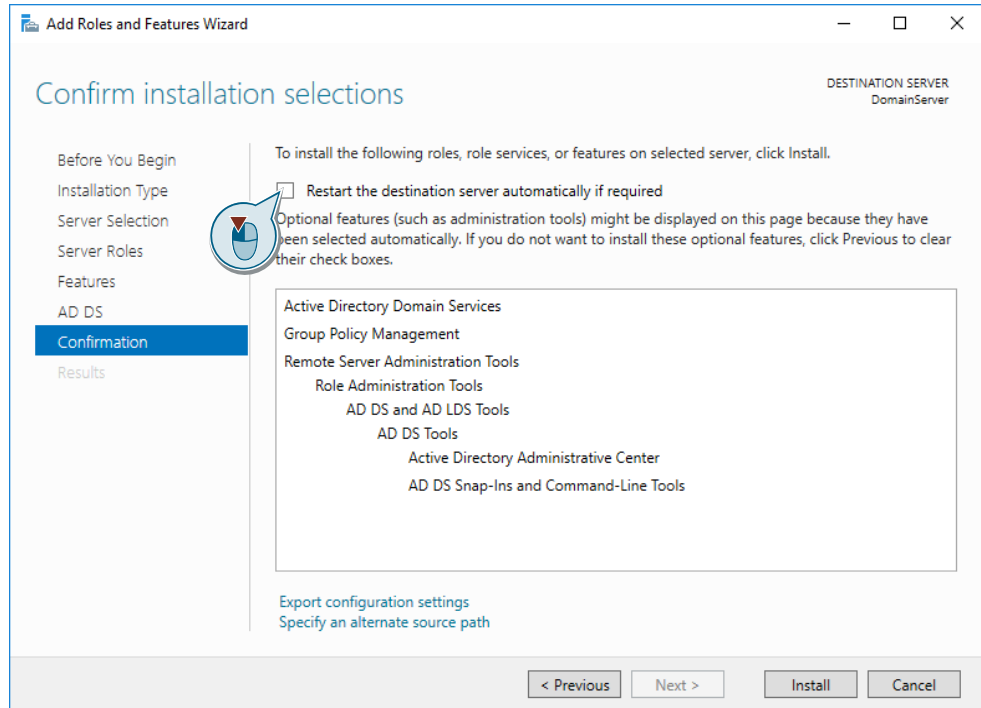 Add Roles and Features Wizard
Confirm installation selections
DESTINATION SERVER
DomainServer
Before You Begin
Installation Type
Server Selection
Server Roles
Features
AD DS
Confirmation
Results
To install the following roles, role services, or features on selected server, click Install.
Restart the destination server automatically if required
Optional features (such as administration tools) might be displayed on this page because they have
been selected automatically. If you do not want to install these optional features, click Previous to clear
their check boxes.
Active Directory Domain Services
Group Policy Management
Remote Server Administration Tools
Role Administration Tools
AD DS and AD LDS Tools
AD DS Tools
Active Directory Administrative Center
AD DS Snap-Ins and Command-Line Tools
Export configuration settings
Specify an alternate source path
< Previous
Next >
Install
Cancel